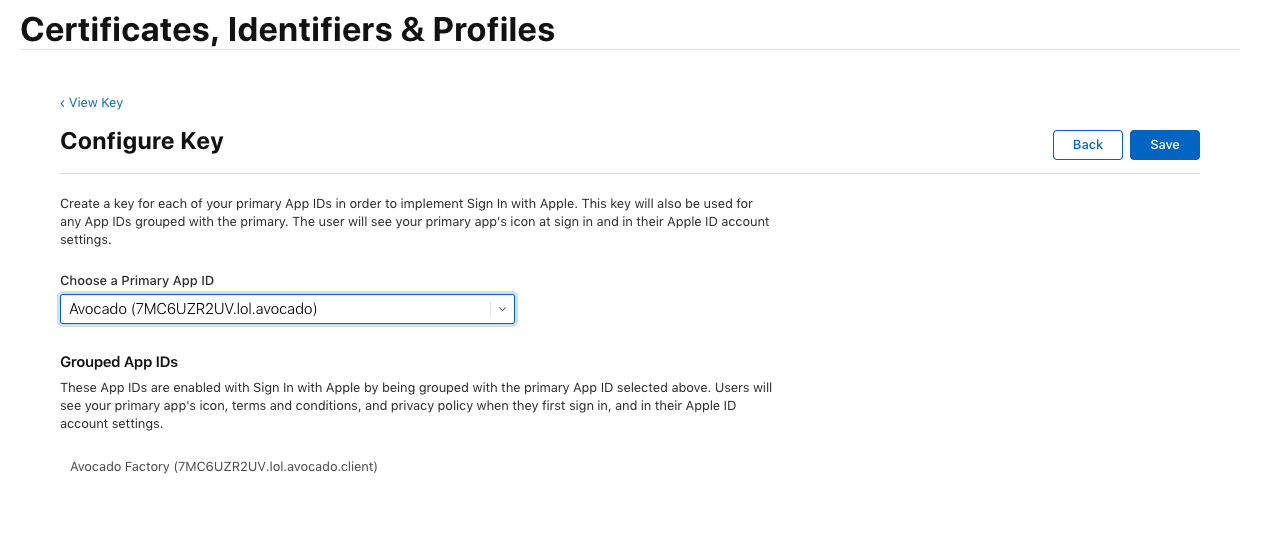 Certificates, Identifiers & Profiles
‹ View Key
Configure Key
Back
Save
Create a key for each of your primary App IDs in order to implement Sign In with Apple. This key will also be used for
any App IDs grouped with the primary. The user will see your primary app's icon at sign in and in their Apple ID account
settings.
Choose a Primary App ID
Avocado (7MC6UZR2UV.lol.avocado)
Grouped App IDs
These App IDs are enabled with Sign In with Apple by being grouped with the primary App ID selected above. Users will
see your primary app's icon, terms and conditions, and privacy policy when they first sign in, and in their Apple ID
account settings.
Avocado Factory (7MC6UZR2UV.lol.avocado.client)